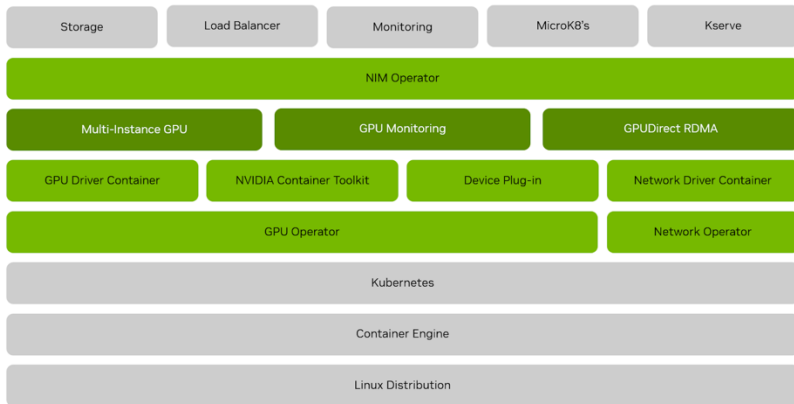 Storage
Load Balancer
Monitoring
MicroK8's
Kserve
NIM Operator
Multi-Instance GPU
GPU Monitoring
GPUDirect RDMA
GPU Driver Container
NVIDIA Container Toolkit
Device Plug-in
Network Driver Container
GPU Operator
Network Operator
Kubernetes
Container Engine
Linux Distribution